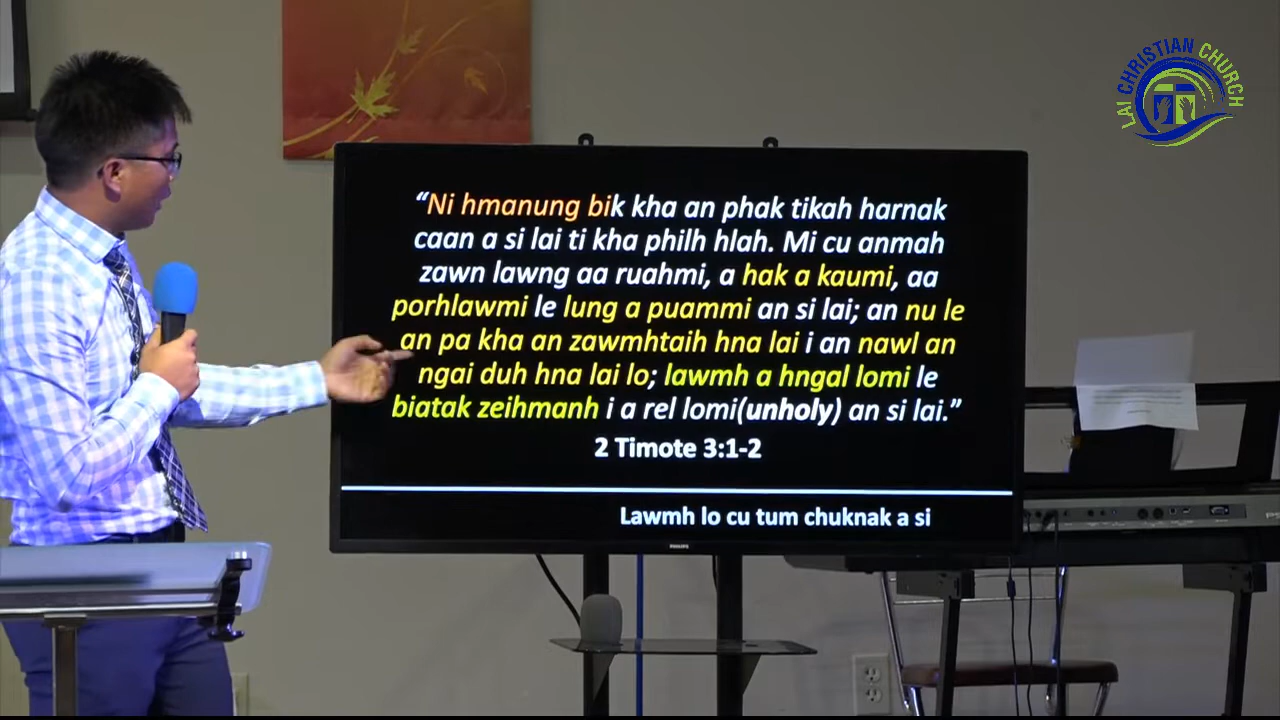 LAI CHRISTIAN CHURCH
“Ni hmanung bik kha an phak tikah harnak
caan a si lai ti kha philh hlah. Mi cu anmah
zawn lawng aa ruahmi, a hak a kaumi, aa
porhlawmi le lung a puammi an si lai; an nu le
an pa kha an zawmhtaih hna lai i an nawl an
ngai duh hna lai lo; lawmh a hngal lomi le
biatak zeihmanh i a rel lomi(unholy) an si lai.”
2 Timote 3:1-2
Lawmh lo cu tum chuknak a si
PHILIPS